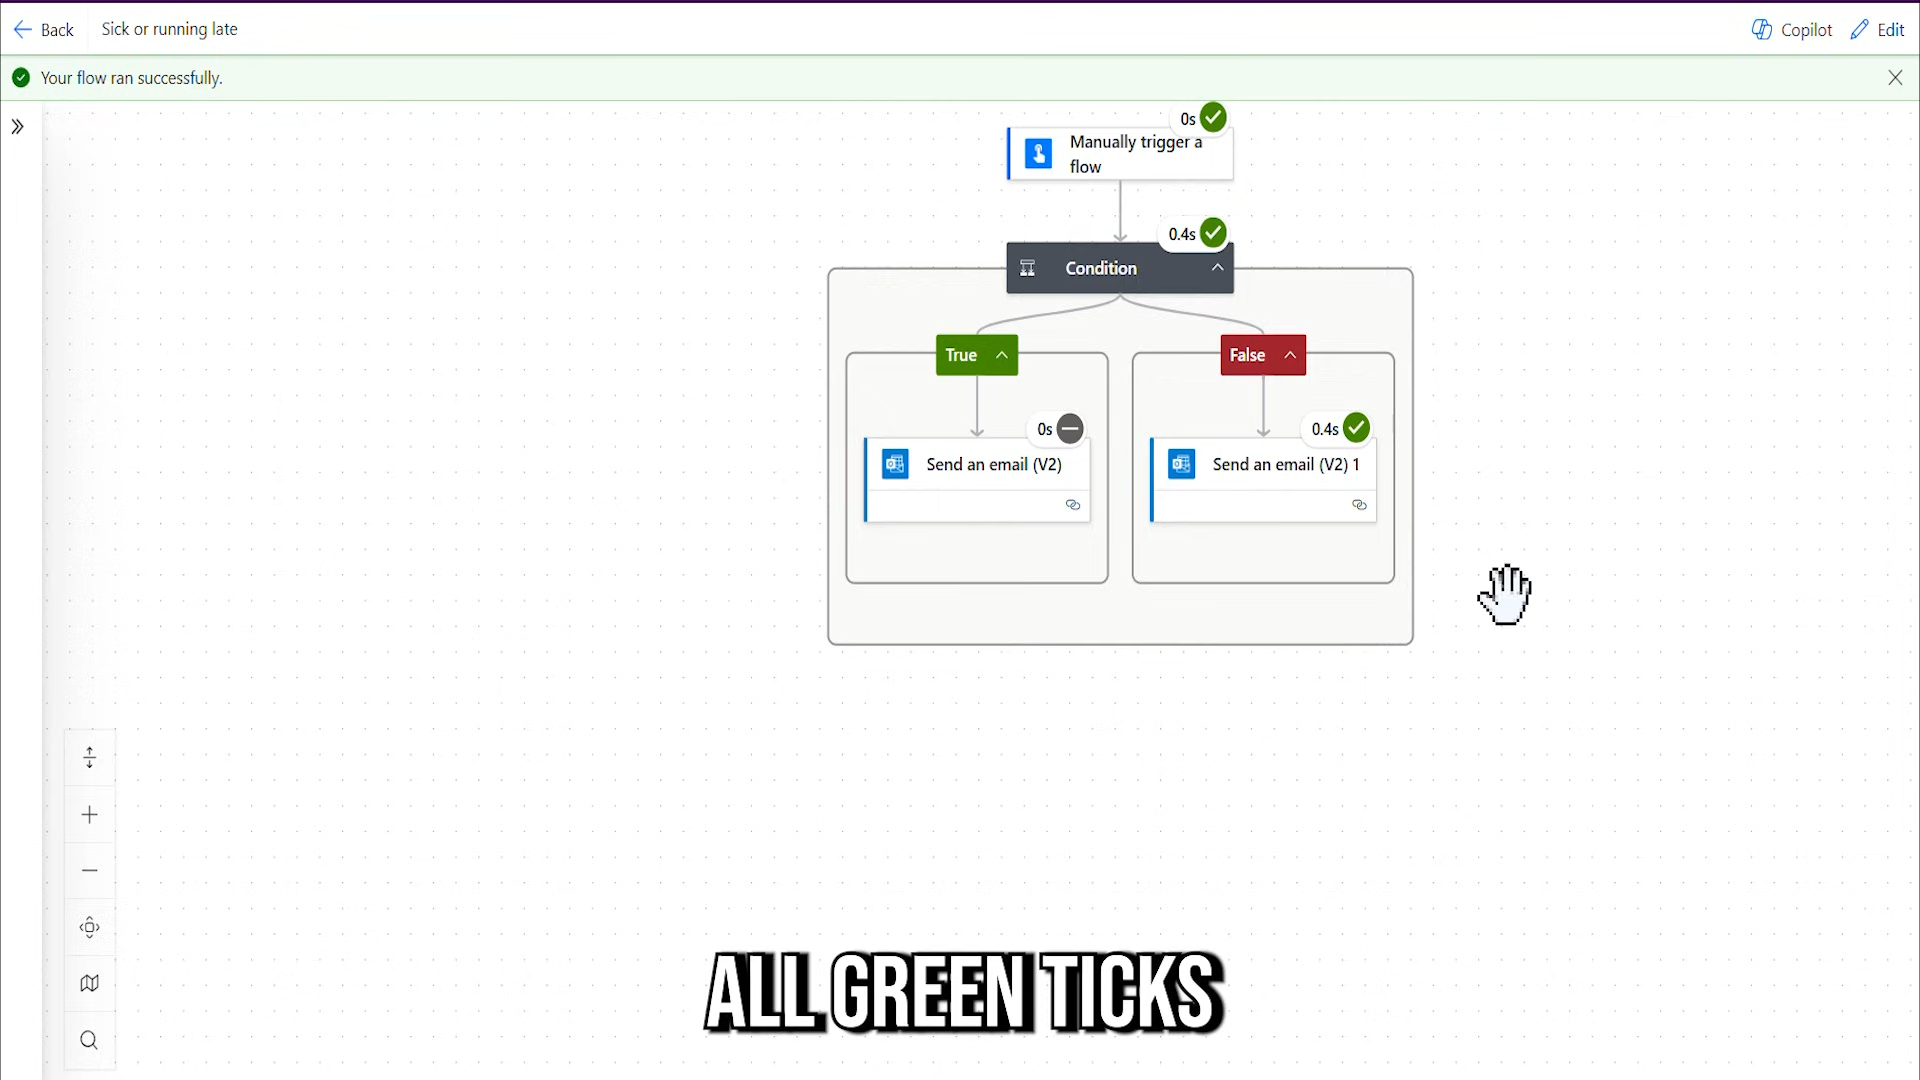 Back
Sick or running late
Copilot
Edit
Your flow ran successfully.
0s
Manually trigger a
flow
0.4s
Condition
True
False
0s
0.4s
Send an email (V2)
Send an email (V2) 1
ALL GREEN TICKS